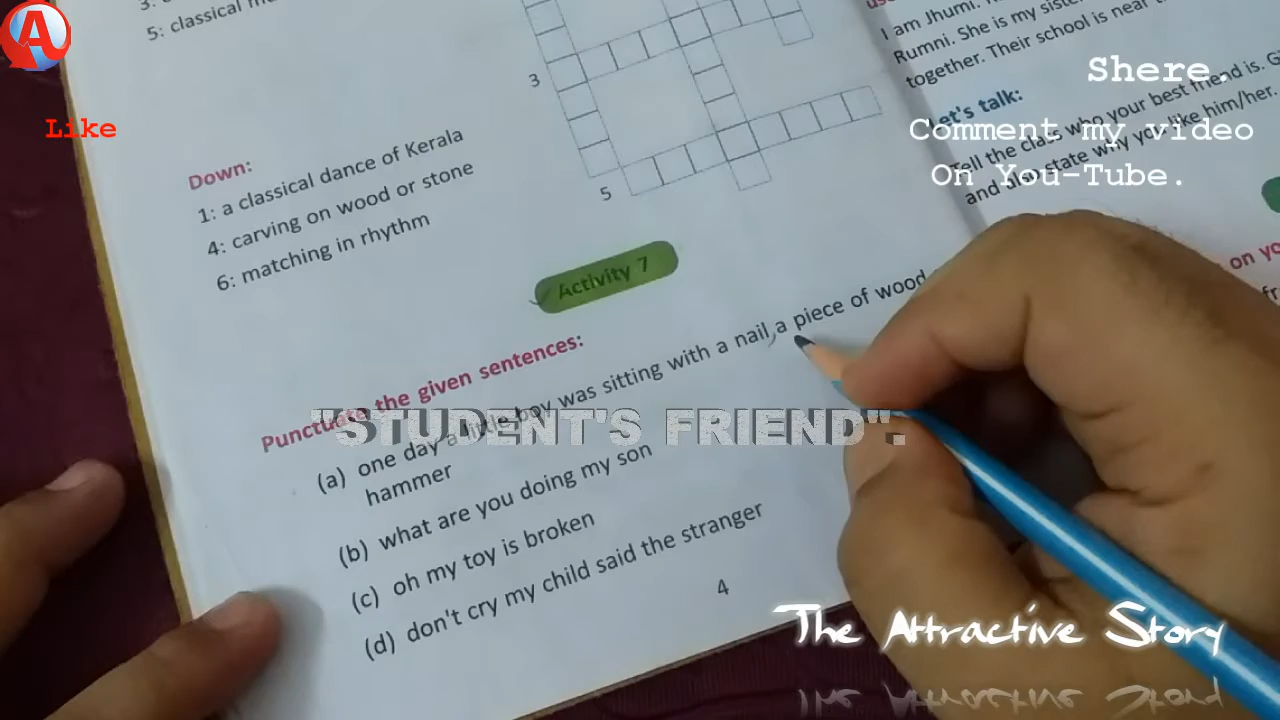 5: classical
3
5
Down:
1: a classical dance of Kerala
4: carving on wood or stone
6: matching in rhythm
Activity 7
Punctuate the given sentences:
(a) one day a little boy was sitting with a nail, a piece of wood
hammer
(b) what are you doing my son
(c) oh my toy is broken
(d) don't cry my child said the stranger
4
I am Jhumi.
Rumni. She is my sister
together. Their school is near
Let's talk:
Tell the class who your best friend is.
and also state why you like him/her.
on
A
Like
Shere.
Comment my video
On You-Tube.
"STUDENT'S FRIEND".
The Attractive Story